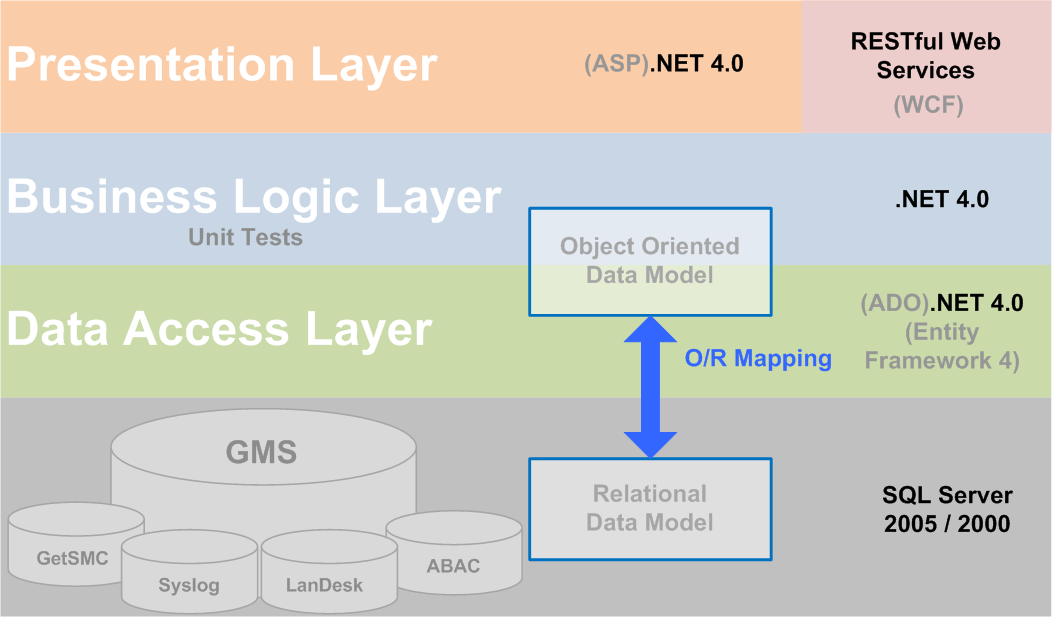 Presentation Layer
(ASP).NET 4.0
RESTful Web
Services
(WCF)
Business Logic Layer
Unit Tests
.NET 4.0
Object Oriented
Data Model
Data Access Layer
O/R Mapping
(ADO).NET 4.0
(Entity
Framework 4)
GMS
GetSMC
Syslog
LanDesk
ABAC
Relational
Data Model
SQL Server
2005 / 2000